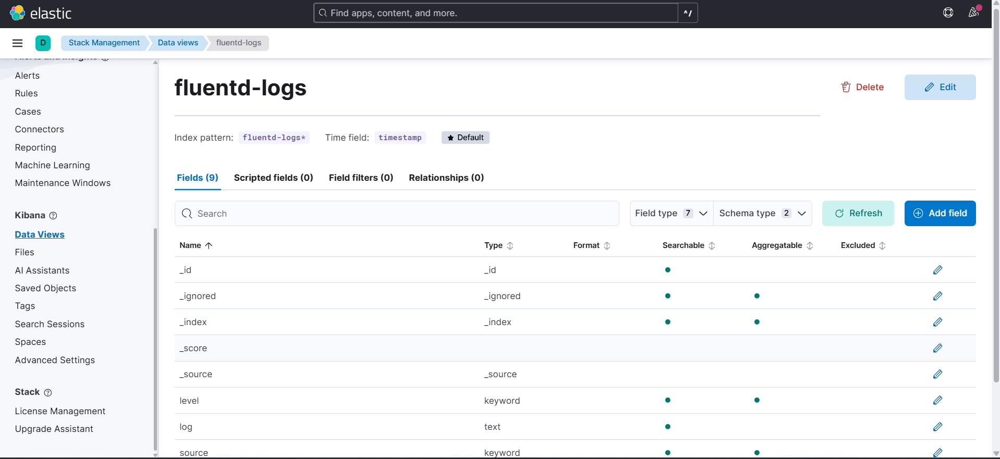 elastic
Find apps, content, and more.
^/
D
Stack Management
Data views
fluentd-logs
Alerts and Insights
Alerts
Rules
Cases
Connectors
Reporting
Machine Learning
Maintenance Windows
Kibana
Data Views
Files
AI Assistants
Saved Objects
Tags
Search Sessions
Spaces
Advanced Settings
Stack
License Management
Upgrade Assistant
fluentd-logs
Delete
Edit
Index pattern: fluentd-logs* Time field: timestamp Default
Fields (9) Scripted fields (0) Field filters (0) Relationships (0)
Search Field type 7 Schema type 2 Refresh Add field
Name Type Format Searchable Aggregatable Excluded
_id _id
_ignored _ignored
_index _index
_score
_source _source
level keyword
log text
source keyword